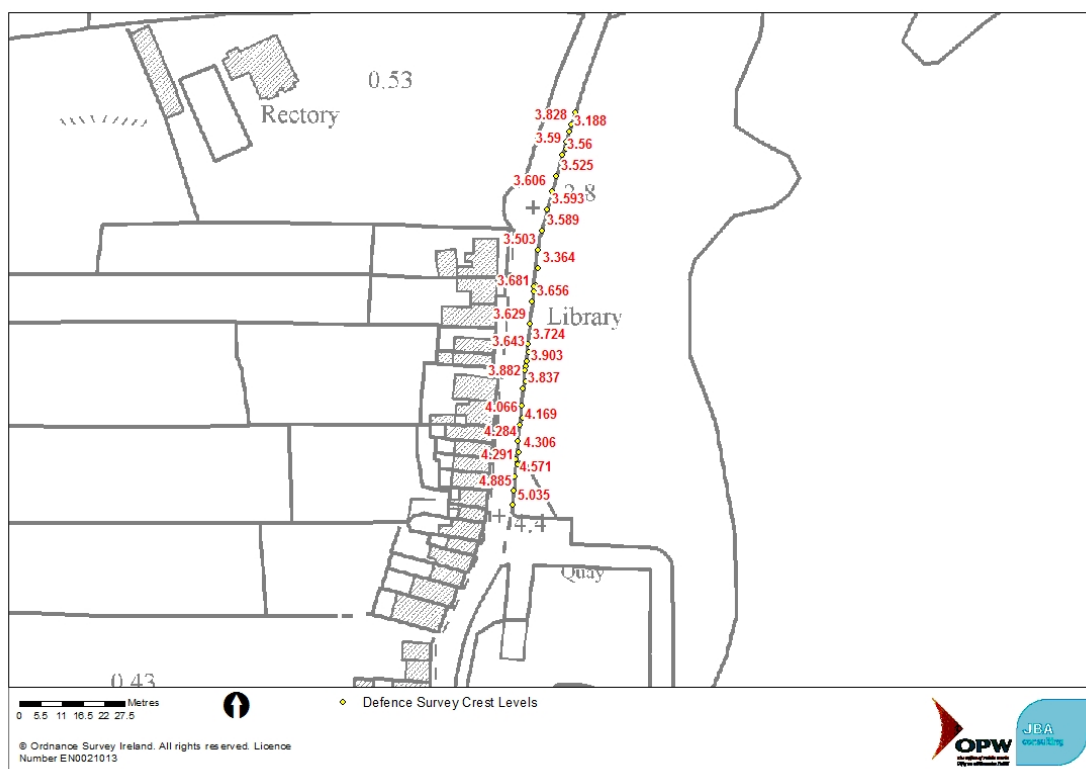 0.53
Rectory
3.828
3.188
3.59
3.56
3.525
3.606
3.593
3.589
3.503
3.364
3.681
3.656
3.629
Library
3.724
3.643
3.903
3.882
3.837
4.066
4.169
4.284
4.306
4.291
4.571
4.885
5.035
4.4
Quay
0.43
Metres
0 5.5 11 16.5 22 27.5
Defence Survey Crest Levels
© Ordnance Survey Ireland. All rights reserved. Licence
Number EN0021013
OPW
JBA
consulting